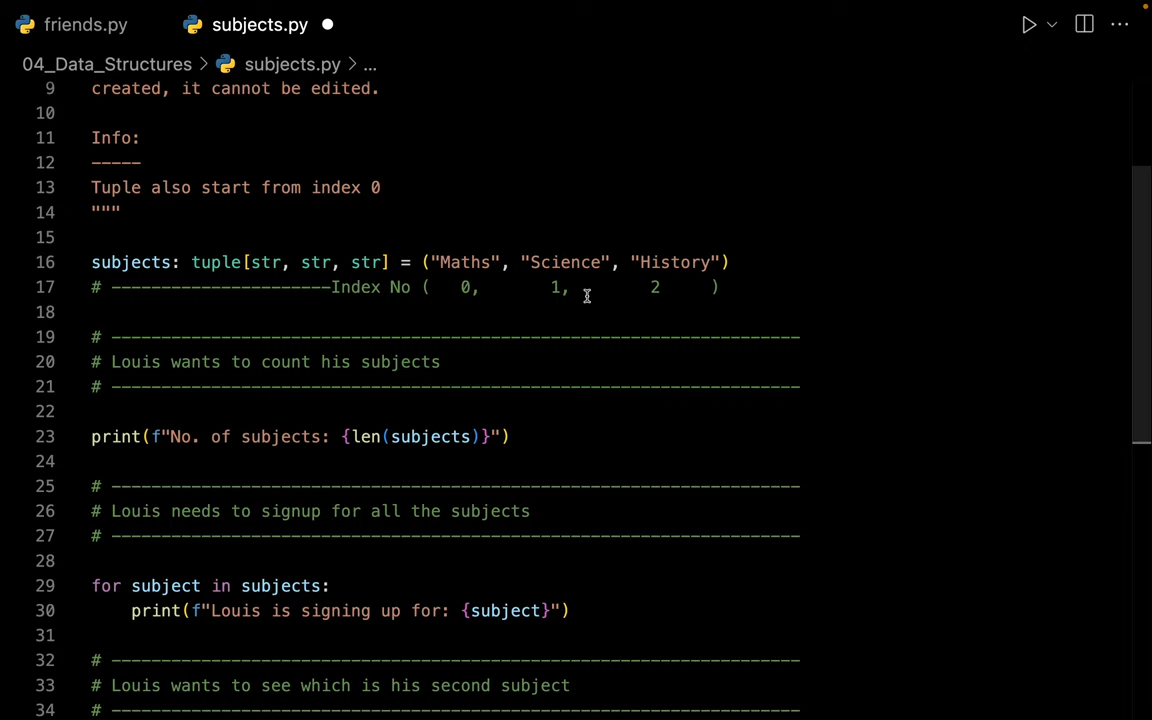 friends.py subjects.py
04_Data_Structures > subjects.py > ...
9 created, it cannot be edited.
10
11 Info:
12 -----
13 Tuple also start from index 0
14 """
15
16 subjects: tuple[str, str, str] = ("Maths", "Science", "History")
17 # ----------------------Index No (   0,       1,        2     )
18
19 # ---------------------------------------------------------------------
20 # Louis wants to count his subjects
21 # ---------------------------------------------------------------------
22
23 print(f"No. of subjects: {len(subjects)}")
24
25 # ---------------------------------------------------------------------
26 # Louis needs to signup for all the subjects
27 # ---------------------------------------------------------------------
28
29 for subject in subjects:
30     print(f"Louis is signing up for: {subject}")
31
32 # ---------------------------------------------------------------------
33 # Louis wants to see which is his second subject
34 # ---------------------------------------------------------------------